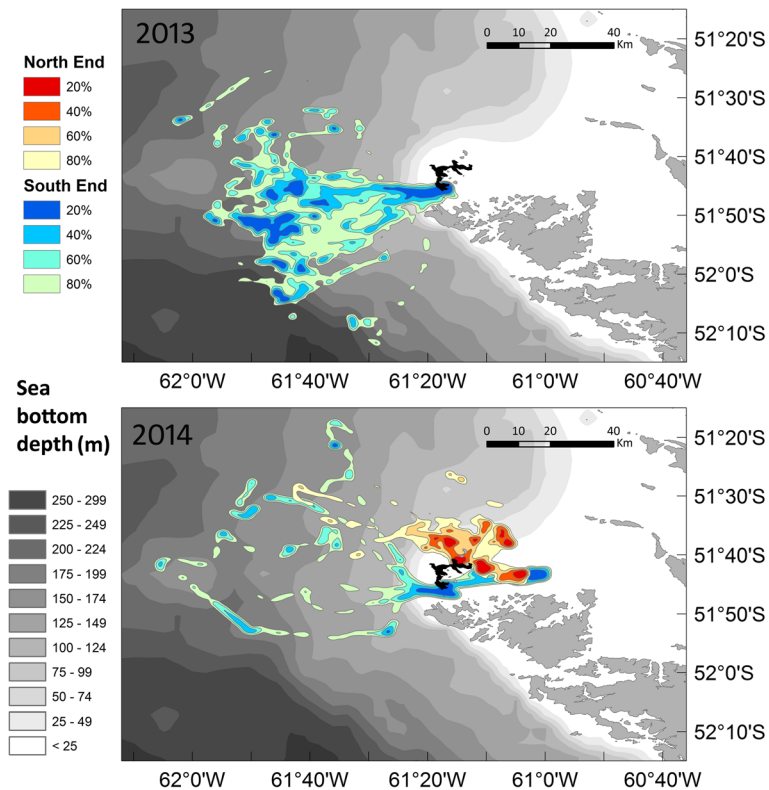 2013
0 10 20 40
Km
North End
20%
40%
60%
80%
South End
20%
40%
60%
80%
51°20'S
51°30'S
51°40'S
51°50'S
52°0'S
52°10'S
62°0'W 61°40'W 61°20'W 61°0'W 60°40'W
Sea
bottom
depth (m)
250 - 299
225 - 249
200 - 224
175 - 199
150 - 174
125 - 149
100 - 124
75 - 99
50 - 74
25 - 49
< 25
2014
0 10 20 40
Km
51°20'S
51°30'S
51°40'S
51°50'S
52°0'S
52°10'S
62°0'W 61°40'W 61°20'W 61°0'W 60°40'W